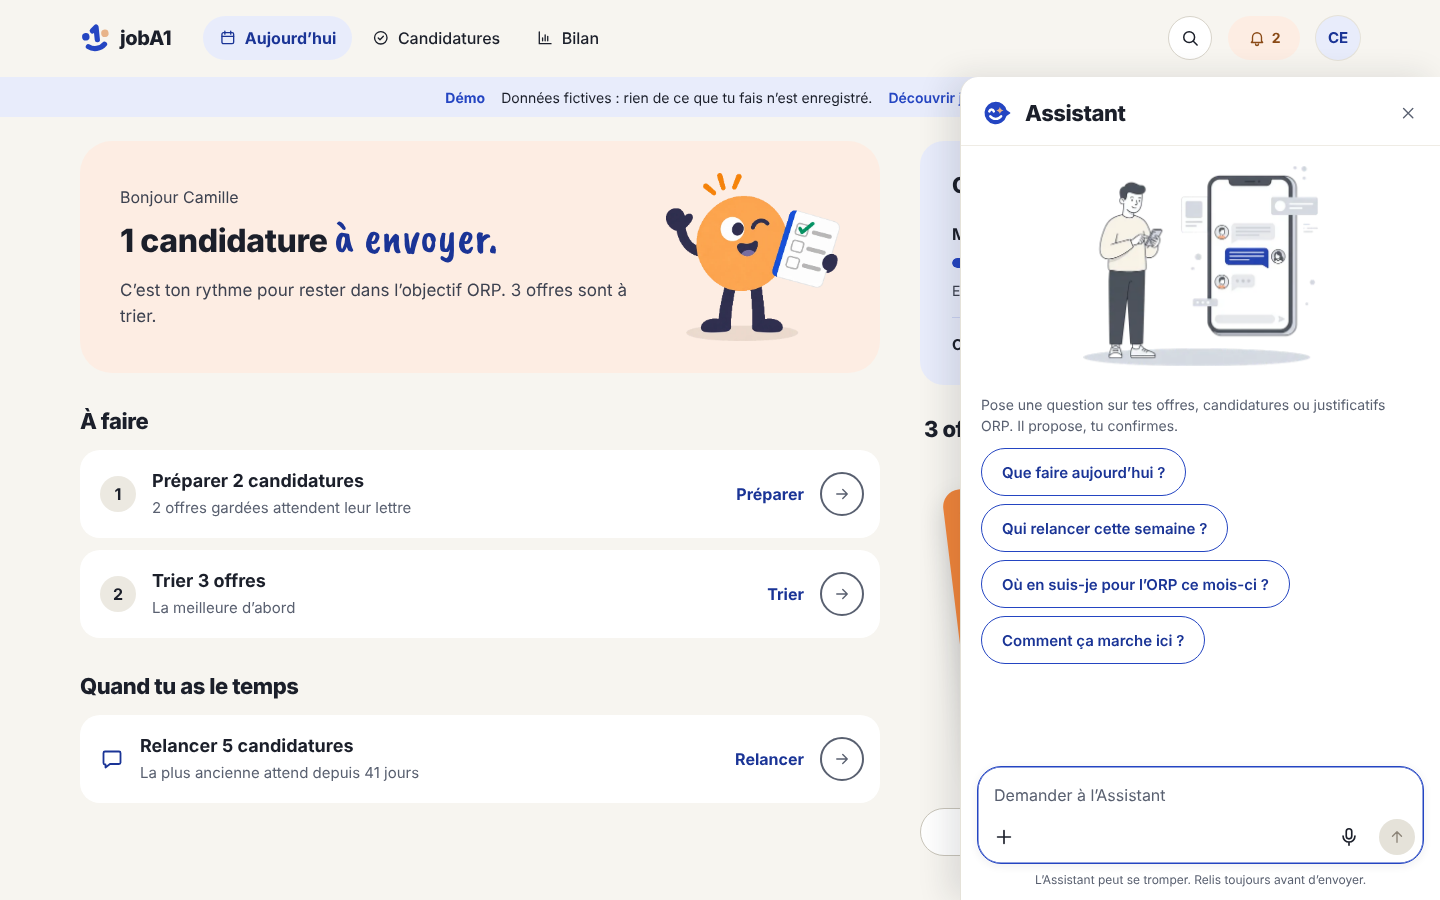 jobA1
Aujourd’hui
Candidatures
Bilan
2
CE
Démo Données fictives : rien de ce que tu fais n’est enregistré. Découvrir
Bonjour Camille
1 candidature à envoyer.
C’est ton rythme pour rester dans l’objectif ORP. 3 offres sont à
trier.
À faire
1
Préparer 2 candidatures
2 offres gardées attendent leur lettre
Préparer
2
Trier 3 offres
La meilleure d’abord
Trier
Quand tu as le temps
Relancer 5 candidatures
La plus ancienne attend depuis 41 jours
Relancer
3
Assistant
Pose une question sur tes offres, candidatures ou justificatifs
ORP. Il propose, tu confirmes.
Que faire aujourd’hui ?
Qui relancer cette semaine ?
Où en suis-je pour l’ORP ce mois-ci ?
Comment ça marche ici ?
Demander à l’Assistant
L’Assistant peut se tromper. Relis toujours avant d’envoyer.